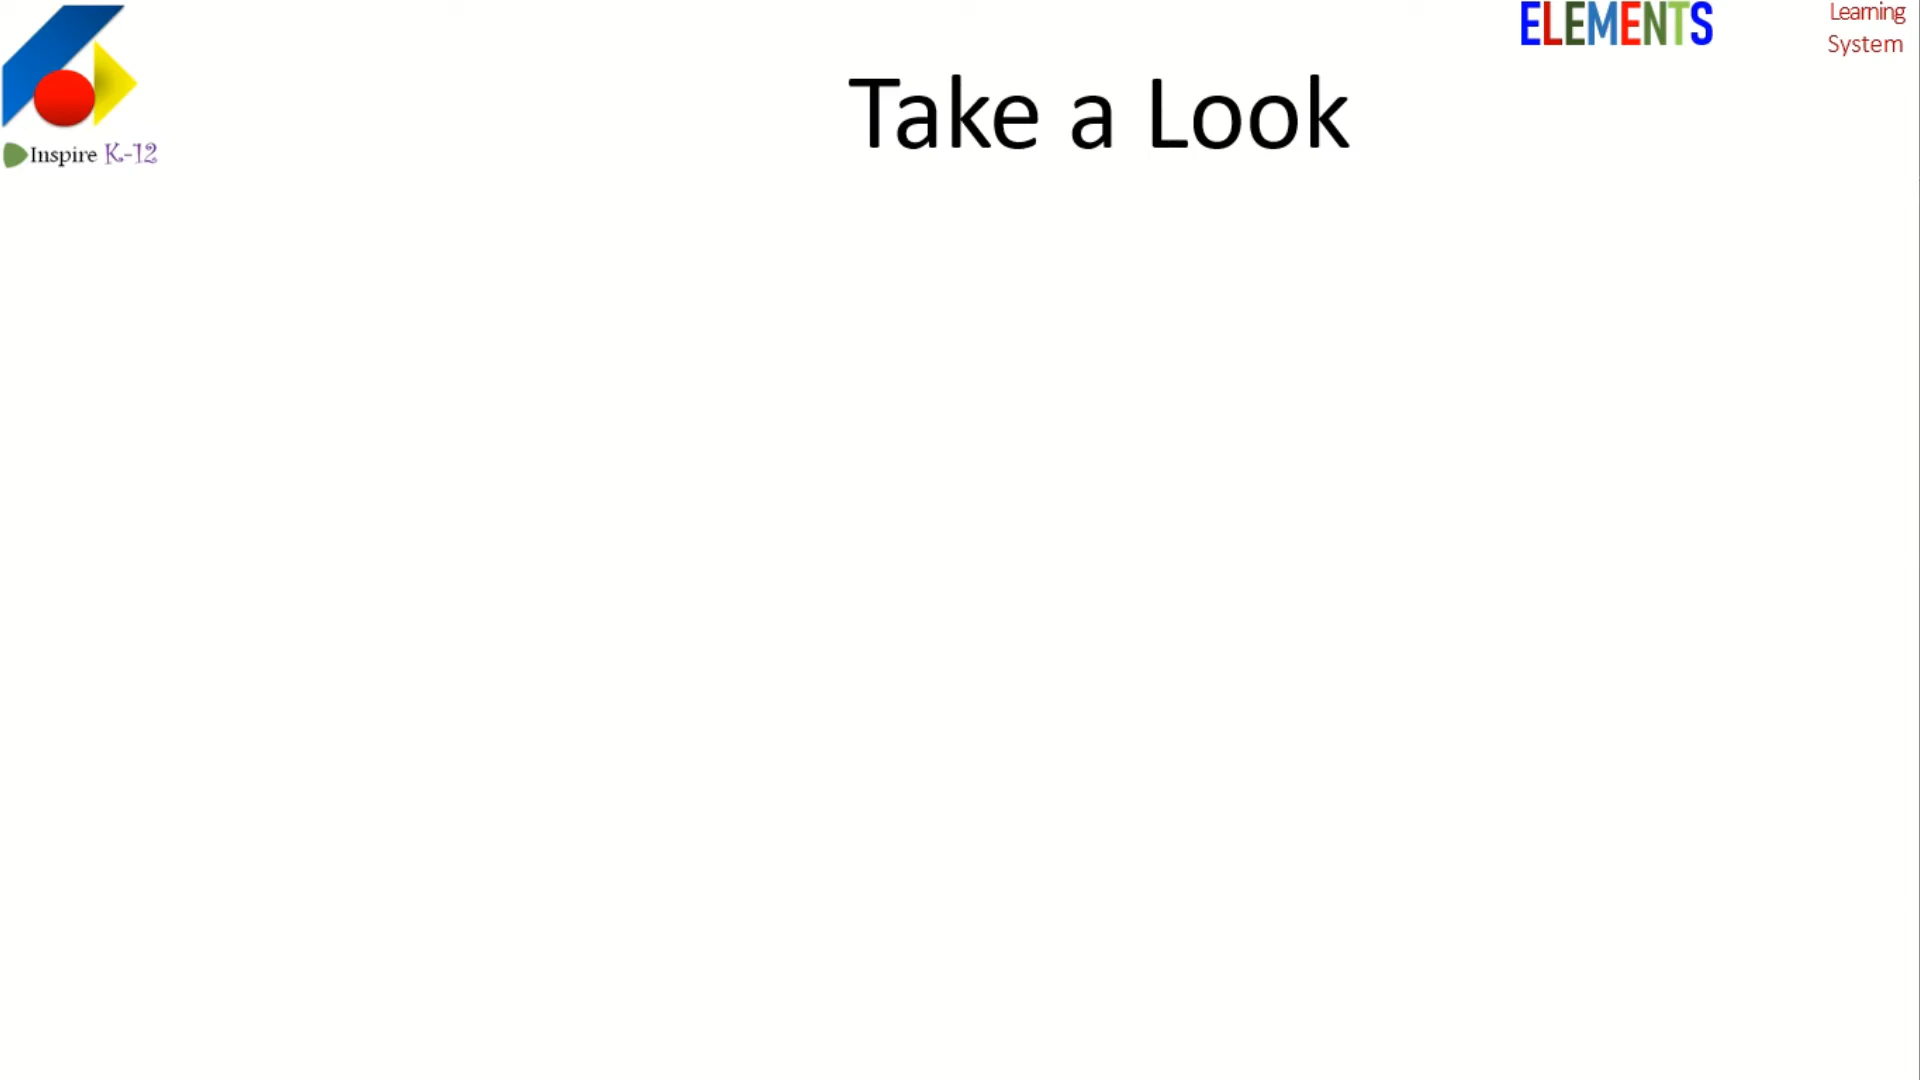 ELEMENTS
Learning
System
Take a Look
Inspire K-12